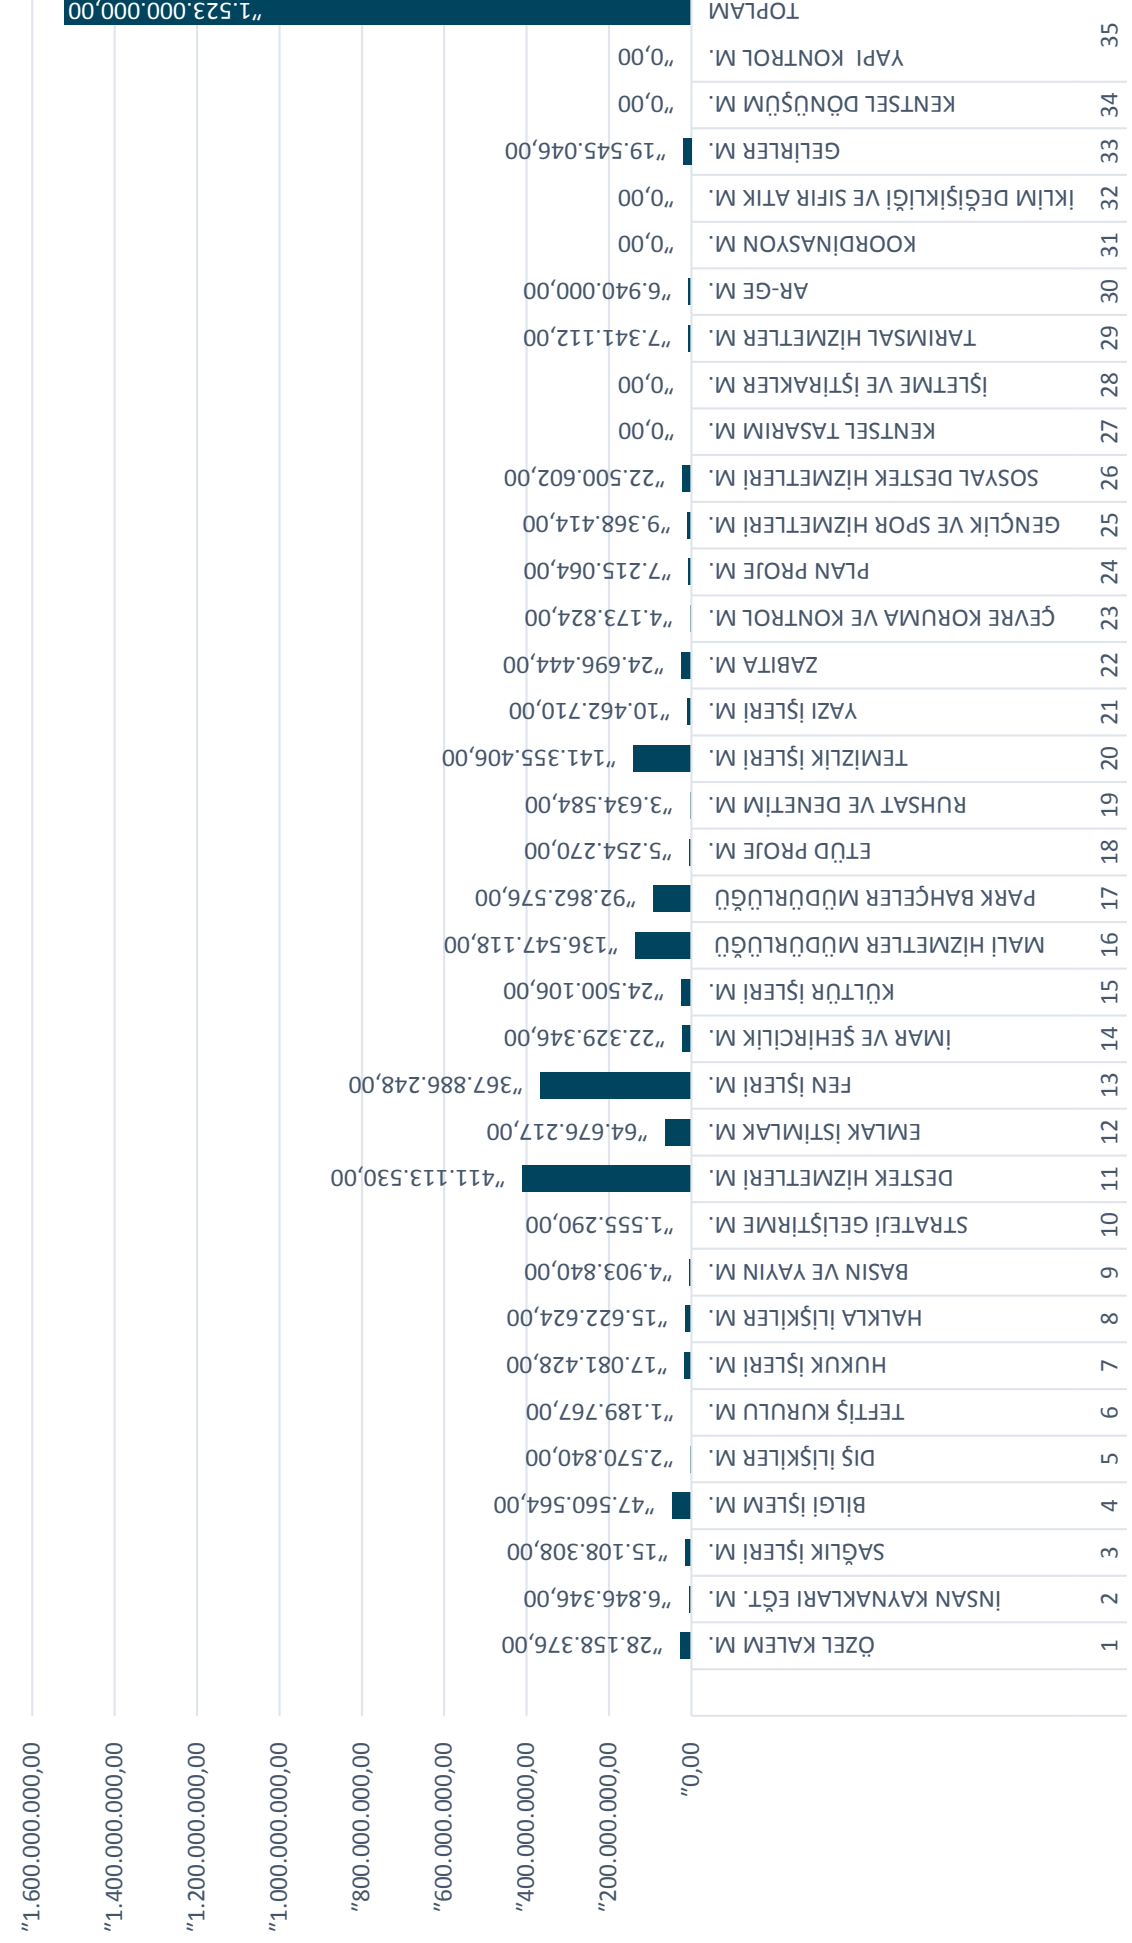 "0,00
"200.000.000,00
"400.000.000,00
"600.000.000,00
"800.000.000,00
"1.000.000.000,00
"1.200.000.000,00
"1.400.000.000,00
"1.600.000.000,00
1 ÖZEL KALEM M. "28.158.376,00
2 İNSAN KAYNAKLARI EĞT. M. "6.846.346,00
3 SAĞLIK İŞLERİ M. "15.108.308,00
4 BİLGİ İŞLEM M. "47.560.564,00
5 DIŞ İLİŞKİLER M. "2.570.840,00
6 TEFTİŞ KURULU M. "1.189.767,00
7 HUKUK İŞLERİ M. "17.081.428,00
8 HALKLA İLİŞKİLER M. "15.622.624,00
9 BASIN VE YAYIN M. "4.903.840,00
10 STRATEJİ GELİŞTİRME M. "1.555.290,00
11 DESTEK HİZMETLERİ M. "411.113.530,00
12 EMLAK İSTİMLAK M. "64.676.217,00
13 FEN İŞLERİ M. "367.886.248,00
14 İMAR VE ŞEHİRCİLİK M. "22.329.346,00
15 KÜLTÜR İŞLERİ M. "24.500.106,00
16 MALİ HİZMETLER MÜDÜRLÜĞÜ "136.547.118,00
17 PARK BAHÇELER MÜDÜRLÜĞÜ "92.862.576,00
18 ETÜD PROJE M. "5.254.270,00
19 RUHSAT VE DENETİM M. "3.634.584,00
20 TEMİZLİK İŞLERİ M. "141.355.406,00
21 YAZI İŞLERİ M. "10.462.710,00
22 ZABITA M. "24.696.444,00
23 ÇEVRE KORUMA VE KONTROL M. "4.173.824,00
24 PLAN PROJE M. "7.215.064,00
25 GENÇLİK VE SPOR HİZMETLERİ M. "9.368.414,00
26 SOSYAL DESTEK HİZMETLERİ M. "22.500.602,00
27 KENTSEL TASARIM M. "0,00
28 İŞLETME VE İŞTİRAKLER M. "0,00
29 TARIMSAL HİZMETLER M. "7.341.112,00
30 AR-GE M. "6.940.000,00
31 KOORDİNASYON M. "0,00
32 İKLİM DEĞİŞİKLİĞİ VE SIFIR ATIK M. "0,00
33 GELİRLER M. "19.545.046,00
34 KENTSEL DÖNÜŞÜM M. "0,00
35 YAPI KONTROL M. "0,00
TOPLAM "1.523.000.000,00